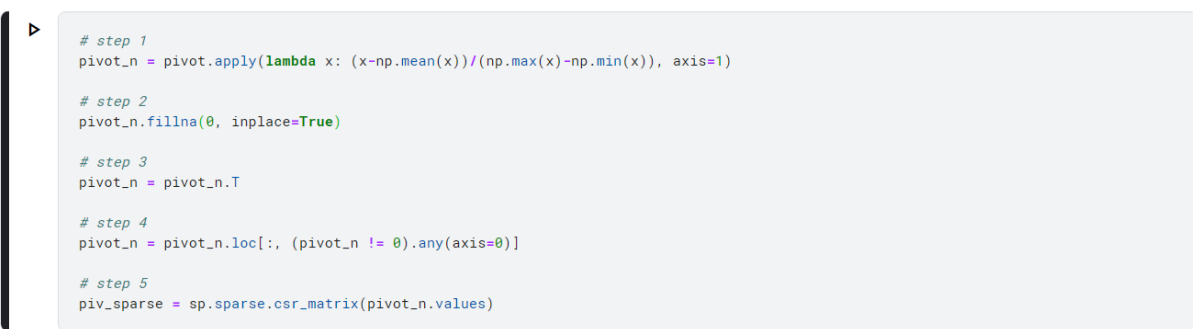 # step 1
pivot_n = pivot.apply(lambda x: (x-np.mean(x))/(np.max(x)-np.min(x)), axis=1)
# step 2
pivot_n.fillna(0, inplace=True)
# step 3
pivot_n = pivot_n.T
# step 4
pivot_n = pivot_n.loc[:, (pivot_n != 0).any(axis=0)]
# step 5
piv_sparse = sp.sparse.csr_matrix(pivot_n.values)